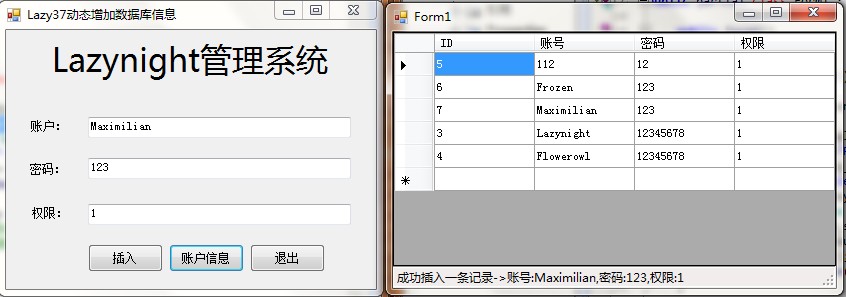 Lazy37动态增加数据库信息
Lazynight管理系统
账户： Maximilian
密码： 123
权限： 1
插入 账户信息 退出
Form1
ID 账号 密码 权限
5 112 12 1
6 Frozen 123 1
7 Maximilian 123 1
3 Lazynight 12345678 1
4 Flowerowl 12345678 1
成功插入一条记录->账号:Maximilian,密码:123,权限:1